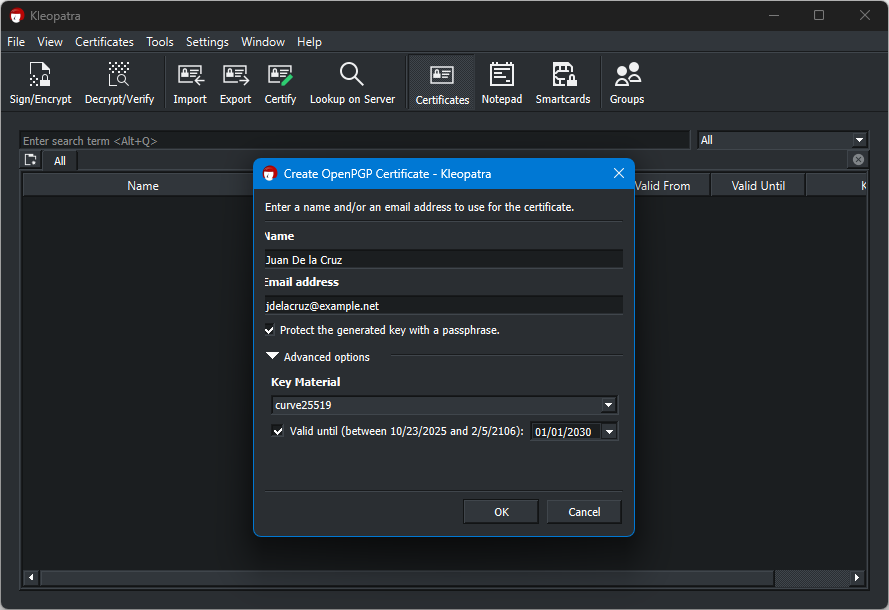 Kleopatra
File View Certificates Tools Settings Window Help
Sign/Encrypt Decrypt/Verify Import Export Certify Lookup on Server Certificates Notepad Smartcards Groups
Enter search term <Alt+Q> All
All
Name Valid From Valid Until K
Create OpenPGP Certificate - Kleopatra
Enter a name and/or an email address to use for the certificate.
Name
Juan De la Cruz
Email address
jdelacruz@example.net
Protect the generated key with a passphrase.
Advanced options
Key Material
curve25519
Valid until (between 10/23/2025 and 2/5/2106): 01/01/2030
OK Cancel